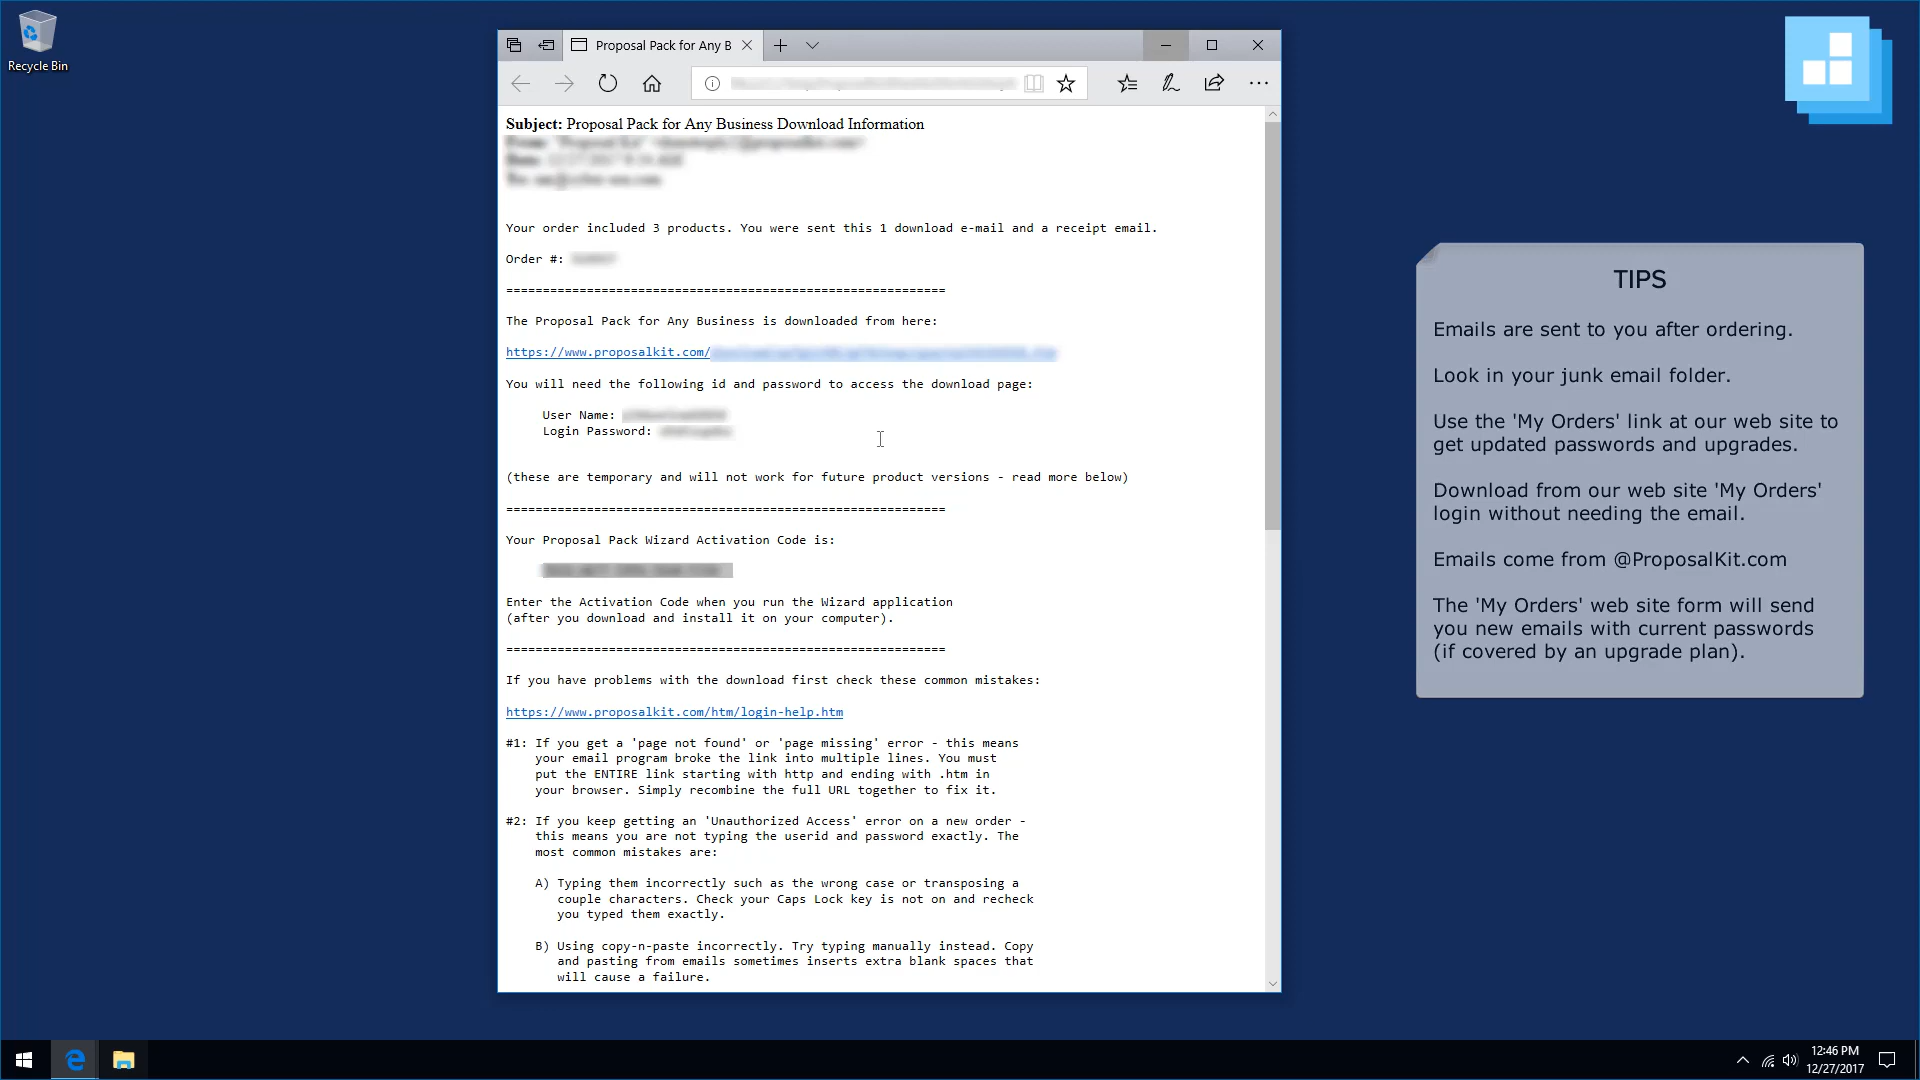 Recycle Bin
Proposal Pack for Any B
Subject: Proposal Pack for Any Business Download Information
Your order included 3 products. You were sent this 1 download e-mail and a receipt email.
Order #:
============================================================
The Proposal Pack for Any Business is downloaded from here:
https://www.proposalkit.com/
You will need the following id and password to access the download page:
User Name:
Login Password:
(these are temporary and will not work for future product versions - read more below)
============================================================
Your Proposal Pack Wizard Activation Code is:
Enter the Activation Code when you run the Wizard application
(after you download and install it on your computer).
============================================================
If you have problems with the download first check these common mistakes:
https://www.proposalkit.com/htm/login-help.htm
#1: If you get a 'page not found' or 'page missing' error - this means
your email program broke the link into multiple lines. You must
put the ENTIRE link starting with http and ending with .htm in
your browser. Simply recombine the full URL together to fix it.
#2: If you keep getting an 'Unauthorized Access' error on a new order -
this means you are not typing the userid and password exactly. The
most common mistakes are:
A) Typing them incorrectly such as the wrong case or transposing a
couple characters. Check your Caps Lock key is not on and recheck
you typed them exactly.
B) Using copy-n-paste incorrectly. Try typing manually instead. Copy
and pasting from emails sometimes inserts extra blank spaces that
will cause a failure.
TIPS
Emails are sent to you after ordering.
Look in your junk email folder.
Use the 'My Orders' link at our web site to
get updated passwords and upgrades.
Download from our web site 'My Orders'
login without needing the email.
Emails come from @ProposalKit.com
The 'My Orders' web site form will send
you new emails with current passwords
(if covered by an upgrade plan).
12:46 PM
12/27/2017